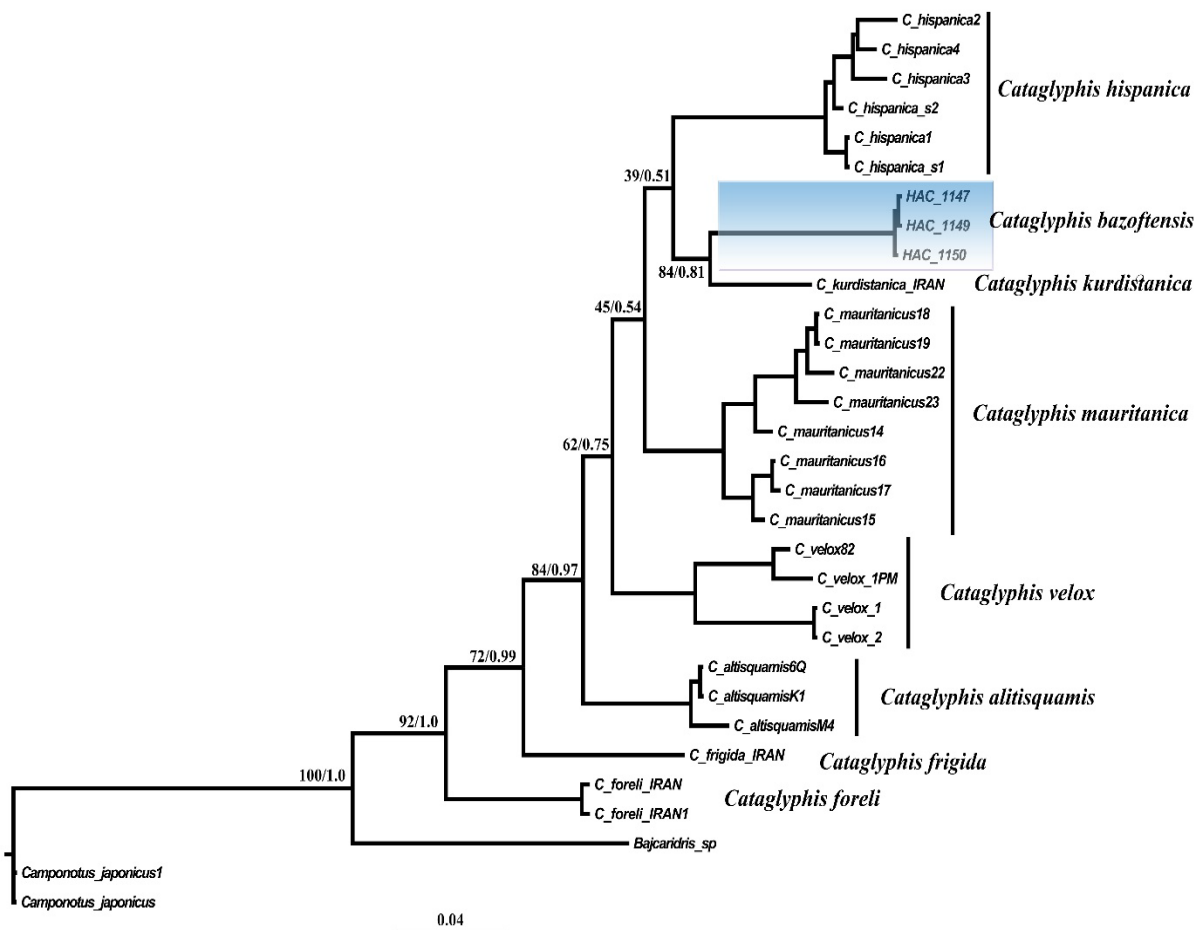 C_hispanica2
C_hispanica4
C_hispanica3
Cataglyphis hispanica
C_hispanica_s2
C_hispanica1
C_hispanica_s1
39/0.51
HAC_1147
HAC_1149
Cataglyphis bazoftensis
HAC_1150
84/0.81
C_kurdistanica_IRAN
Cataglyphis kurdistanica
45/0.54
C_mauritanicus18
C_mauritanicus19
C_mauritanicus22
C_mauritanicus23
Cataglyphis mauritanica
C_mauritanicus14
62/0.75
C_mauritanicus16
C_mauritanicus17
C_mauritanicus15
C_velox82
84/0.97
C_velox_1PM
Cataglyphis velox
C_velox_1
C_velox_2
72/0.99
C_altisquamis6Q
C_altisquamisK1
Cataglyphis alitisquamis
C_altisquamisM4
92/1.0
C_frigida_IRAN
Cataglyphis frigida
100/1.0
C_foreli_IRAN
Cataglyphis foreli
C_foreli_IRAN1
Bajcaridris_sp
Camponotus_japonicus1
Camponotus_japonicus
0.04